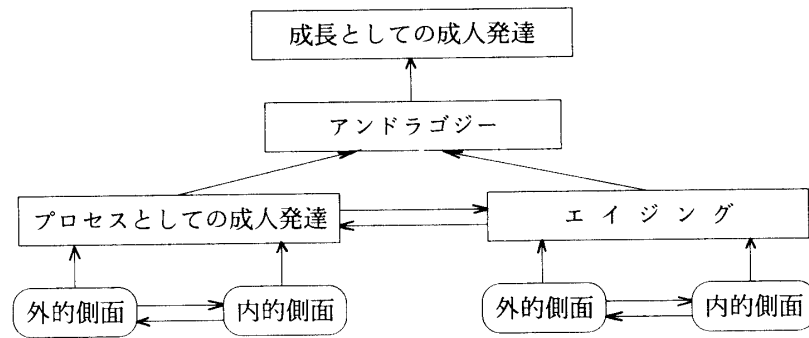 成長としての成人発達
アンドラゴジー
プロセスとしての成人発達
エイジング
外的側面
内的側面
外的側面
内的側面